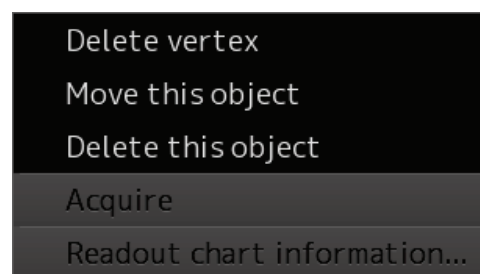 Delete vertex
Move this object
Delete this object
Acquire
Readout chart information...